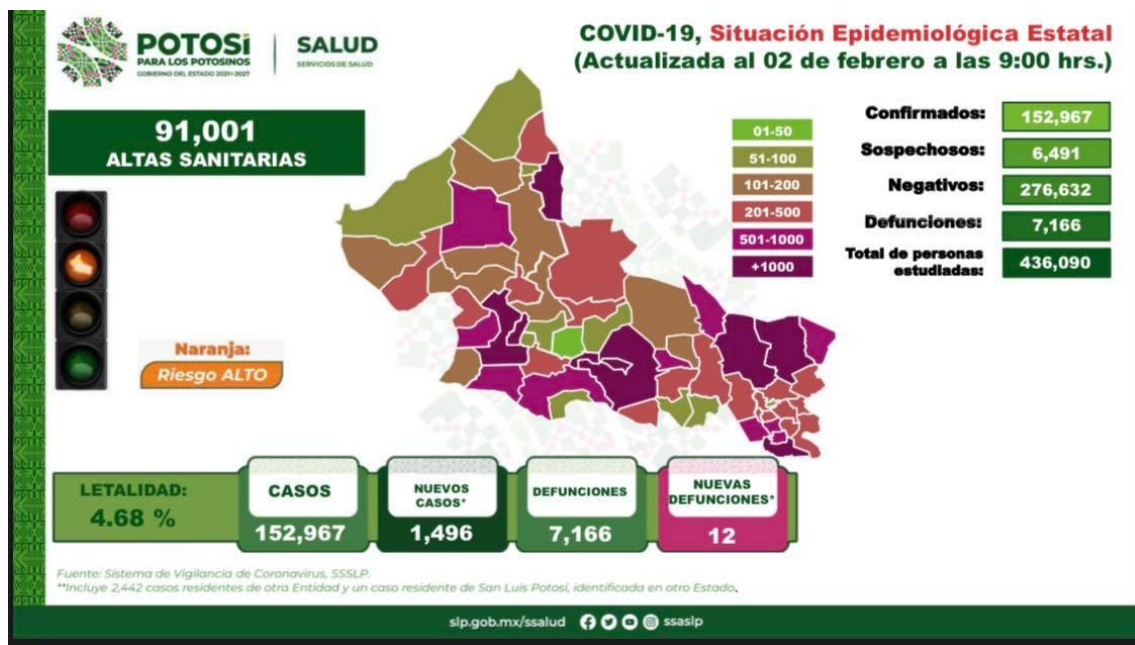 POTOSÍ
PARA LOS POTOSINOS
GOBIERNO DEL ESTADO 2021-2027
SALUD
SERVICIOS DE SALUD
COVID-19, Situación Epidemiológica Estatal
(Actualizada al 02 de febrero a las 9:00 hrs.)
91,001
ALTAS SANITARIAS
01-50
51-100
101-200
201-500
501-1000
+1000
Confirmados: 152,967
Sospechosos: 6,491
Negativos: 276,632
Defunciones: 7,166
Total de personas
estudiadas: 436,090
Naranja:
Riesgo ALTO
LETALIDAD:
4.68 %
CASOS
152,967
NUEVOS
CASOS*
1,496
DEFUNCIONES
7,166
NUEVAS
DEFUNCIONES*
12
Fuente: Sistema de Vigilancia de Coronavirus, SSSLP.
**Incluye 2,442 casos residentes de otra Entidad y un caso residente de San Luis Potosí, identificada en otro Estado.
slp.gob.mx/ssalud ssaslp